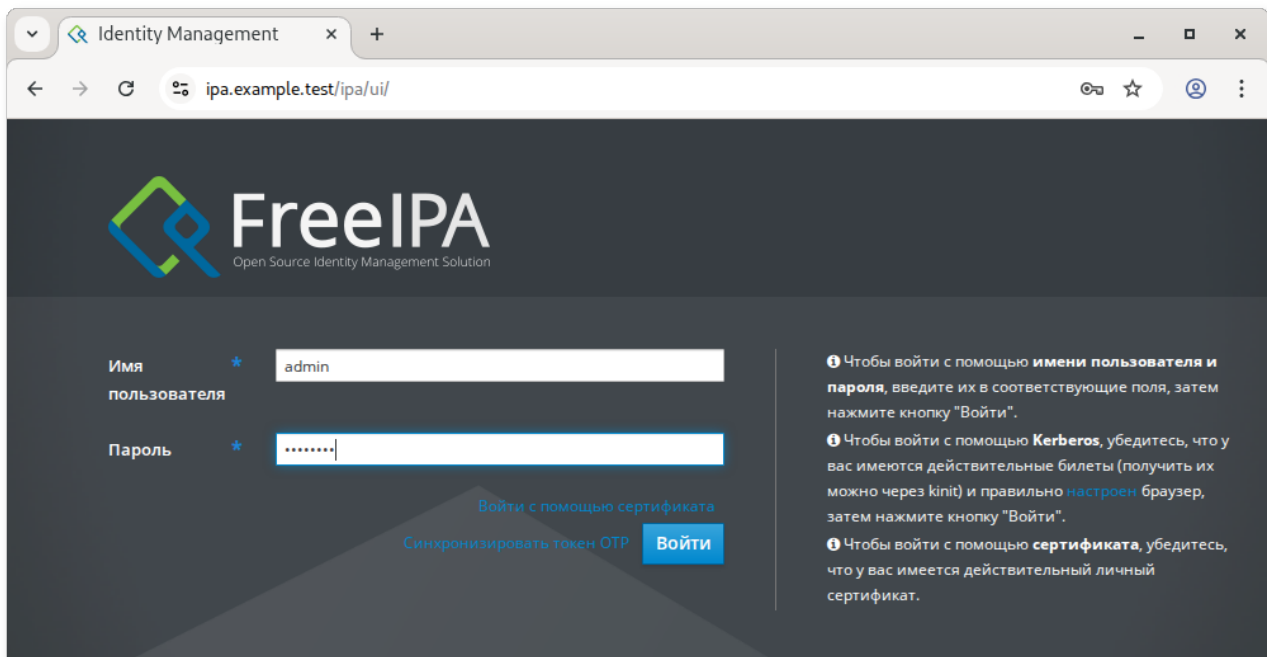 Identity Management
ipa.example.test/ipa/ui/
FreeIPA
Open Source Identity Management Solution
Имя
пользователя
*
admin
Пароль
*
••••••••
Войти с помощью сертификата
Синхронизировать токен OTP
Войти
Чтобы войти с помощью имени пользователя и
пароля, введите их в соответствующие поля, затем
нажмите кнопку "Войти".
Чтобы войти с помощью Kerberos, убедитесь, что у
вас имеются действительные билеты (получить их
можно через kinit) и правильно настроен браузер,
затем нажмите кнопку "Войти".
Чтобы войти с помощью сертификата, убедитесь,
что у вас имеется действительный личный
сертификат.